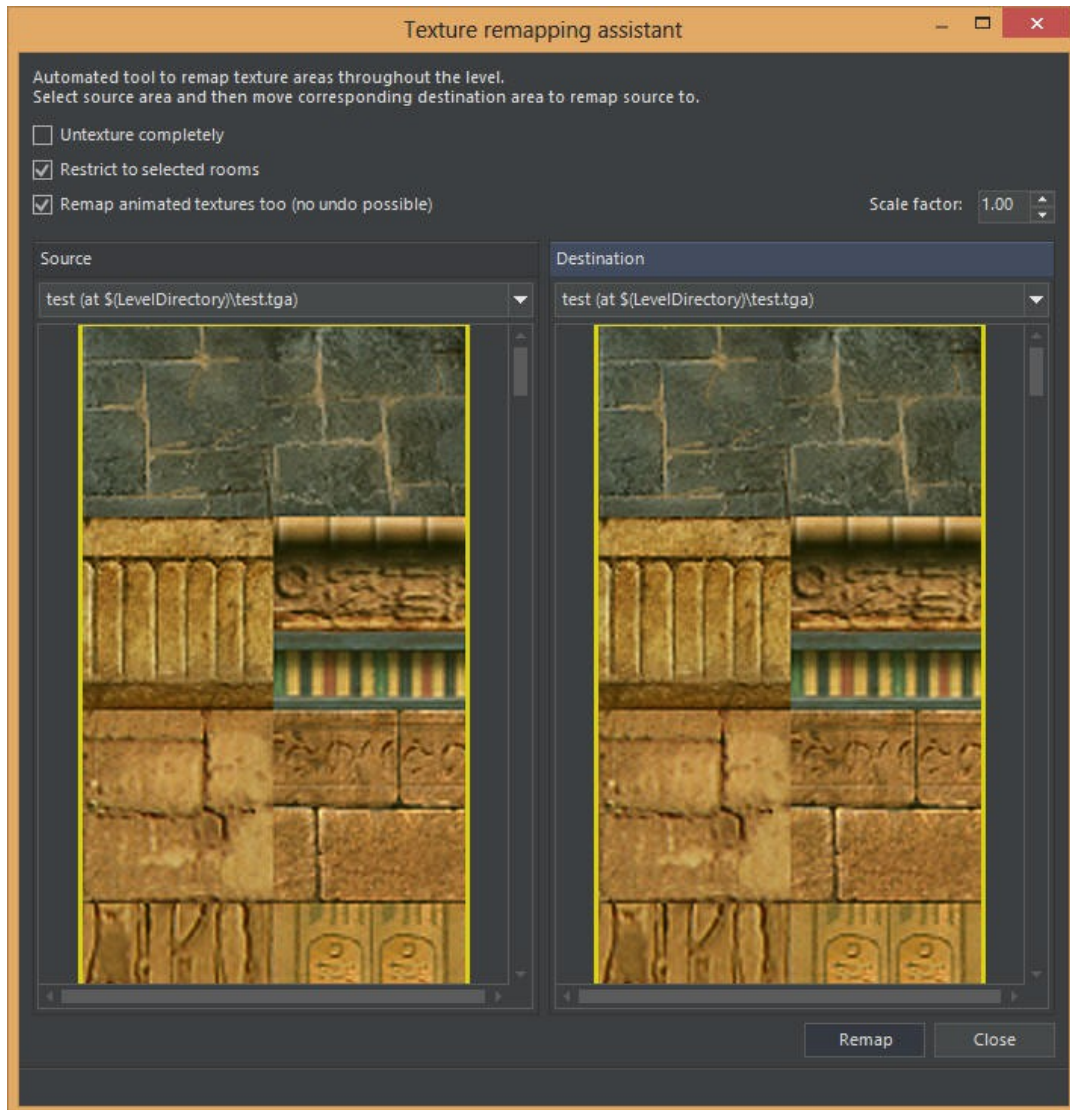 Texture remapping assistant
Automated tool to remap texture areas throughout the level.
Select source area and then move corresponding destination area to remap source to.
Untexture completely
Restrict to selected rooms
Remap animated textures too (no undo possible)
Scale factor: 1.00
Source
Destination
test (at $(LevelDirectory)\test.tga)
test (at $(LevelDirectory)\test.tga)
Remap
Close